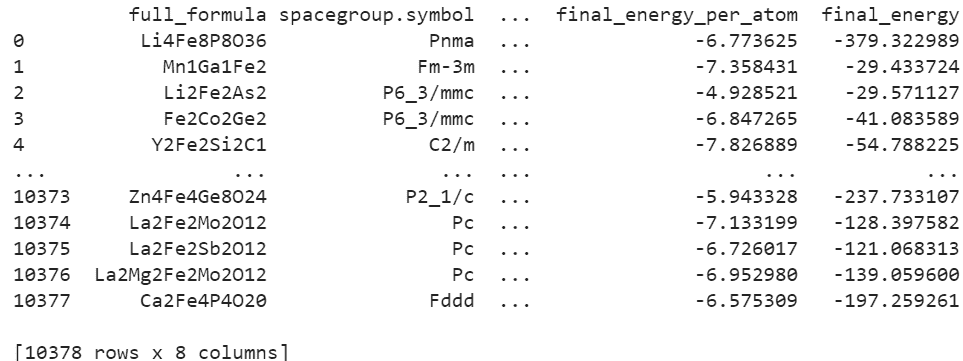 full_formula spacegroup.symbol ... final_energy_per_atom final_energy
0 Li4Fe8P8O36 Pnma ... -6.773625 -379.322989
1 Mn1Ga1Fe2 Fm-3m ... -7.358431 -29.433724
2 Li2Fe2As2 P6_3/mmc ... -4.928521 -29.571127
3 Fe2Co2Ge2 P6_3/mmc ... -6.847265 -41.083589
4 Y2Fe2Si2C1 C2/m ... -7.826889 -54.788225
... ... ... ... ... ...
10373 Zn4Fe4Ge8O24 P2_1/c ... -5.943328 -237.733107
10374 La2Fe2Mo2O12 Pc ... -7.133199 -128.397582
10375 La2Fe2Sb2O12 Pc ... -6.726017 -121.068313
10376 La2Mg2Fe2Mo2O12 Pc ... -6.952980 -139.059600
10377 Ca2Fe4P4O20 Fddd ... -6.575309 -197.259261
[10378 rows x 8 columns]